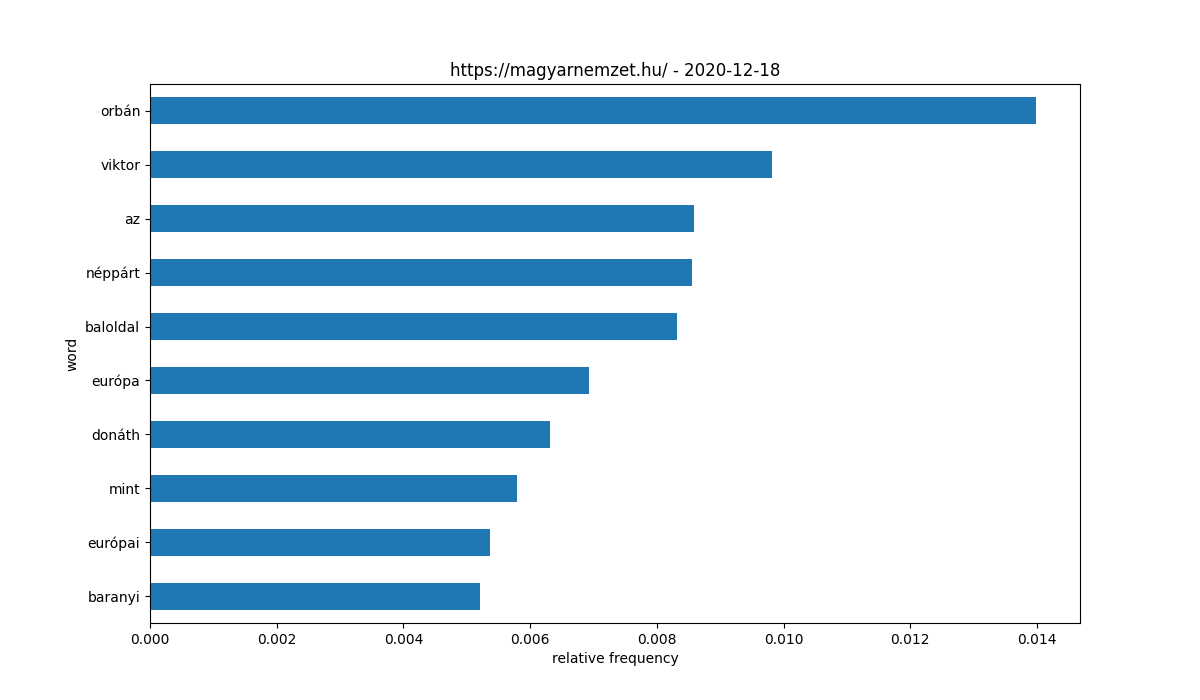 https://magyarnemzet.hu/ - 2020-12-18
orbán
viktor
az
néppárt
baloldal
európa
donáth
mint
európai
baranyi
word
0.000 0.002 0.004 0.006 0.008 0.010 0.012 0.014
relative frequency